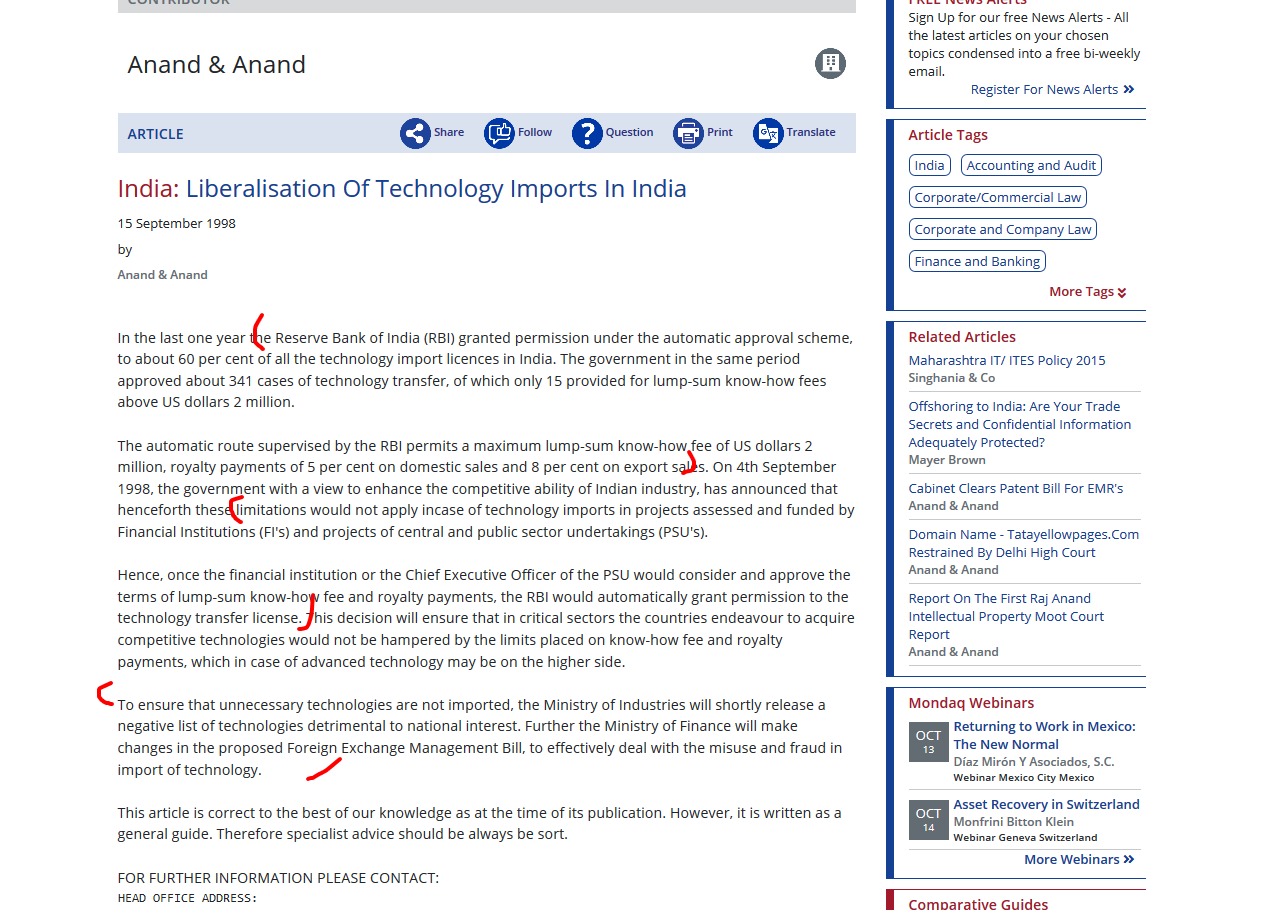 CONTRIBUTOR
Anand & Anand
ARTICLE
Share
Follow
Question
Print
Translate
India: Liberalisation Of Technology Imports In India
15 September 1998
by
Anand & Anand
In the last one year the Reserve Bank of India (RBI) granted permission under the automatic approval scheme,
to about 60 per cent of all the technology import licences in India. The government in the same period
approved about 341 cases of technology transfer, of which only 15 provided for lump-sum know-how fees
above US dollars 2 million.
The automatic route supervised by the RBI permits a maximum lump-sum know-how fee of US dollars 2
million, royalty payments of 5 per cent on domestic sales and 8 per cent on export sales. On 4th September
1998, the government with a view to enhance the competitive ability of Indian industry, has announced that
henceforth these limitations would not apply incase of technology imports in projects assessed and funded by
Financial Institutions (FI's) and projects of central and public sector undertakings (PSU's).
Hence, once the financial institution or the Chief Executive Officer of the PSU would consider and approve the
terms of lump-sum know-how fee and royalty payments, the RBI would automatically grant permission to the
technology transfer license. This decision will ensure that in critical sectors the countries endeavour to acquire
competitive technologies would not be hampered by the limits placed on know-how fee and royalty
payments, which in case of advanced technology may be on the higher side.
To ensure that unnecessary technologies are not imported, the Ministry of Industries will shortly release a
negative list of technologies detrimental to national interest. Further the Ministry of Finance will make
changes in the proposed Foreign Exchange Management Bill, to effectively deal with the misuse and fraud in
import of technology.
This article is correct to the best of our knowledge as at the time of its publication. However, it is written as a
general guide. Therefore specialist advice should be always be sort.
FOR FURTHER INFORMATION PLEASE CONTACT:
HEAD OFFICE ADDRESS:
FREE News Alerts
Sign Up for our free News Alerts - All
the latest articles on your chosen
topics condensed into a free bi-weekly
email.
Register For News Alerts
Article Tags
India
Accounting and Audit
Corporate/Commercial Law
Corporate and Company Law
Finance and Banking
More Tags
Related Articles
Maharashtra IT/ ITES Policy 2015
Singhania & Co
Offshoring to India: Are Your Trade
Secrets and Confidential Information
Adequately Protected?
Mayer Brown
Cabinet Clears Patent Bill For EMR's
Anand & Anand
Domain Name - Tatayellowpages.Com
Restrained By Delhi High Court
Anand & Anand
Report On The First Raj Anand
Intellectual Property Moot Court
Report
Anand & Anand
Mondaq Webinars
OCT
13
Returning to Work in Mexico:
The New Normal
Díaz Mirón Y Asociados, S.C.
Webinar Mexico City Mexico
OCT
14
Asset Recovery in Switzerland
Monfrini Bitton Klein
Webinar Geneva Switzerland
More Webinars
Comparative Guides